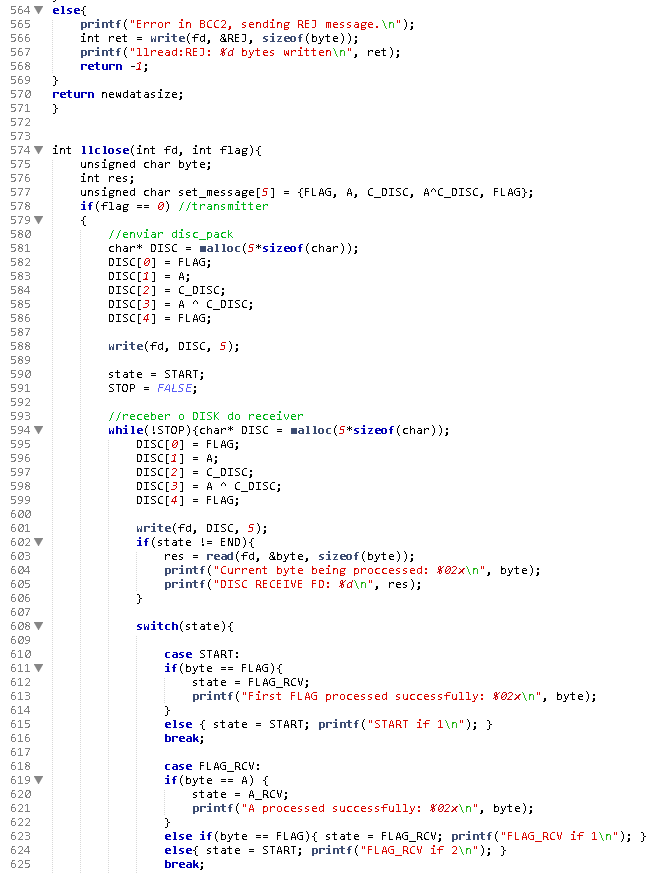 564 else{
565 printf("Error in BCC2, sending REJ message.\n");
566 int ret = write(fd, &REJ, sizeof(byte));
567 printf("llread:REJ: %d bytes written\n", ret);
568 return -1;
569 }
570 return newdatasize;
571 }
572
573
574 int llclose(int fd, int flag){
575 unsigned char byte;
576 int res;
577 unsigned char set_message[5] = {FLAG, A, C_DISC, A^C_DISC, FLAG};
578 if(flag == 0) //transmitter
579 {
580 //enviar disc_pack
581 char* DISC = malloc(5*sizeof(char));
582 DISC[0] = FLAG;
583 DISC[1] = A;
584 DISC[2] = C_DISC;
585 DISC[3] = A ^ C_DISC;
586 DISC[4] = FLAG;
587
588 write(fd, DISC, 5);
589
590 state = START;
591 STOP = FALSE;
592
593 //receber o DISK do receiver
594 while(!STOP){char* DISC = malloc(5*sizeof(char));
595 DISC[0] = FLAG;
596 DISC[1] = A;
597 DISC[2] = C_DISC;
598 DISC[3] = A ^ C_DISC;
599 DISC[4] = FLAG;
600
601 write(fd, DISC, 5);
602 if(state != END){
603 res = read(fd, &byte, sizeof(byte));
604 printf("Current byte being proccessed: %02x\n", byte);
605 printf("DISC RECEIVE FD: %d\n", res);
606 }
607
608 switch(state){
609
610 case START:
611 if(byte == FLAG){
612 state = FLAG_RCV;
613 printf("First FLAG processed successfully: %02x\n", byte);
614 }
615 else { state = START; printf("START if 1\n"); }
616 break;
617
618 case FLAG_RCV:
619 if(byte == A) {
620 state = A_RCV;
621 printf("A processed successfully: %02x\n", byte);
622 }
623 else if(byte == FLAG){ state = FLAG_RCV; printf("FLAG_RCV if 1\n"); }
624 else{ state = START; printf("FLAG_RCV if 2\n"); }
625 break;